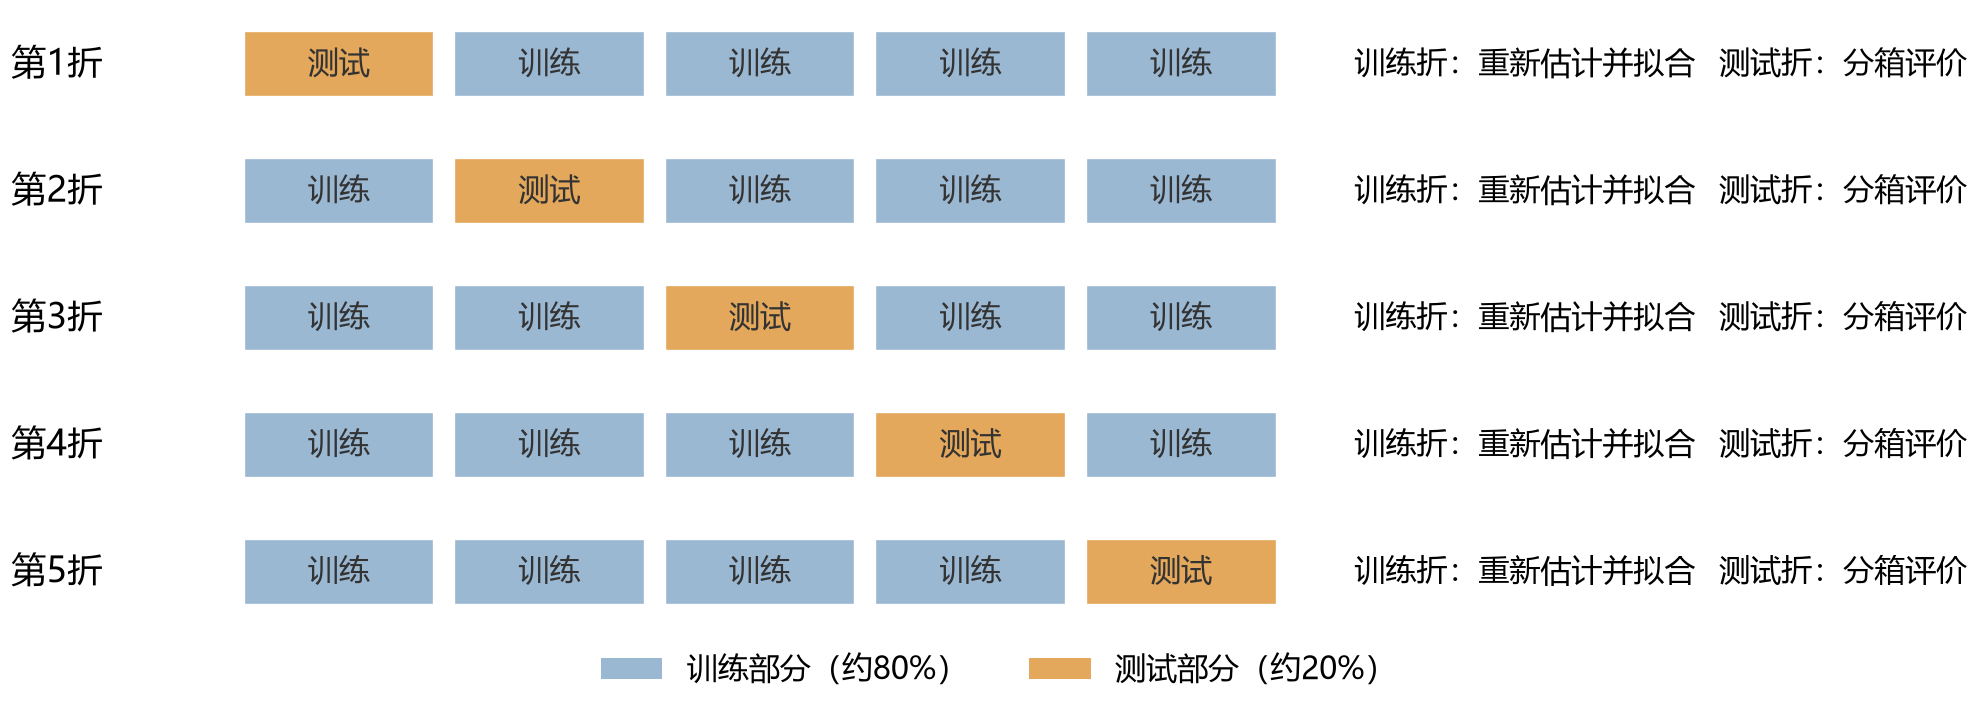 第1折 测试 训练 训练 训练 训练 训练折：重新估计并拟合 测试折：分箱评价
第2折 训练 测试 训练 训练 训练 训练折：重新估计并拟合 测试折：分箱评价
第3折 训练 训练 测试 训练 训练 训练折：重新估计并拟合 测试折：分箱评价
第4折 训练 训练 训练 测试 训练 训练折：重新估计并拟合 测试折：分箱评价
第5折 训练 训练 训练 训练 测试 训练折：重新估计并拟合 测试折：分箱评价
训练部分（约80%） 测试部分（约20%）